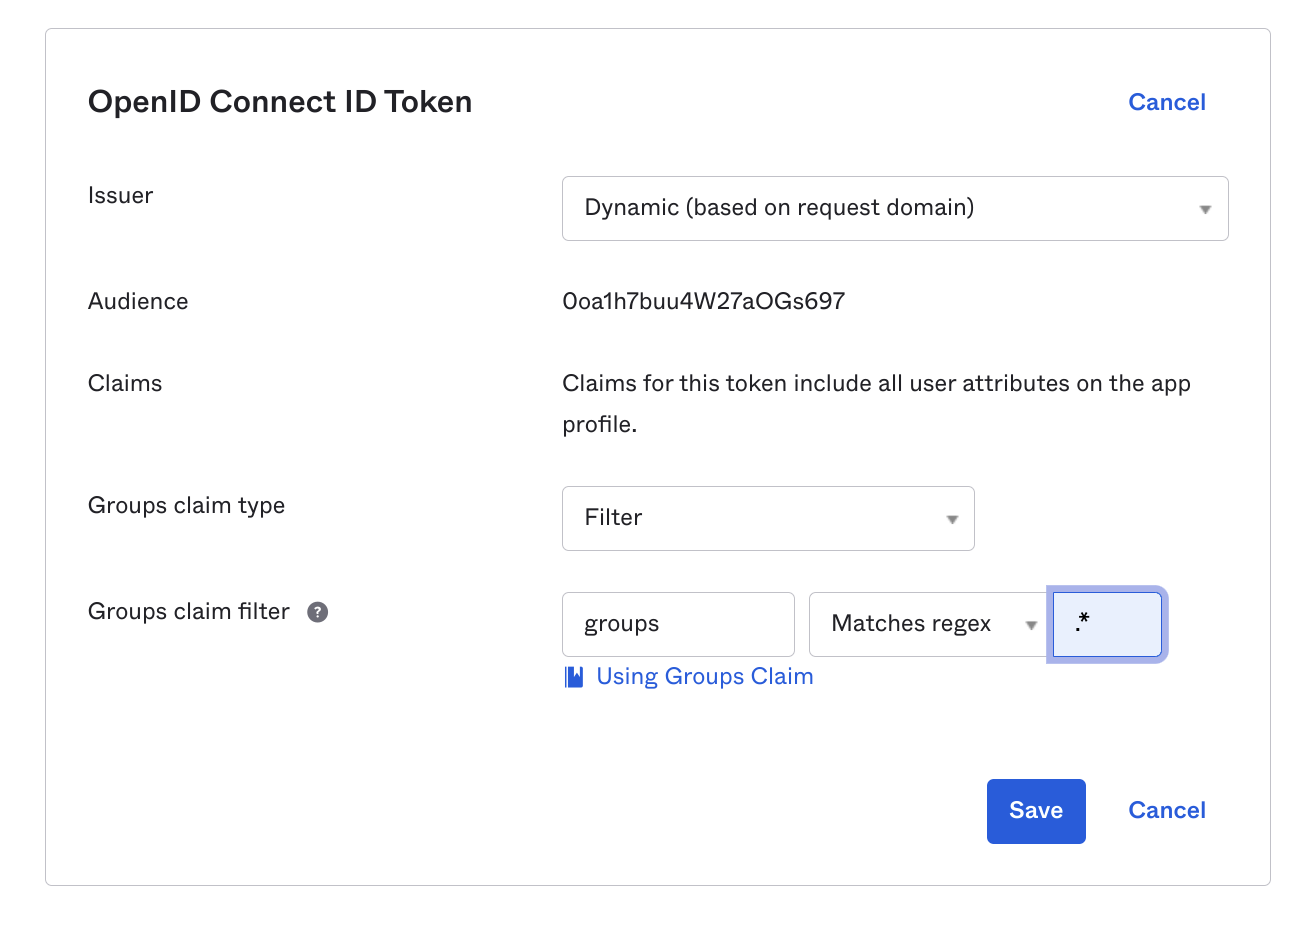 OpenID Connect ID Token
Cancel
Issuer
Dynamic (based on request domain)
Audience
0oa1h7buu4W27aOGs697
Claims
Claims for this token include all user attributes on the app
profile.
Groups claim type
Filter
Groups claim filter ?
groups
Matches regex
.*
Using Groups Claim
Save
Cancel